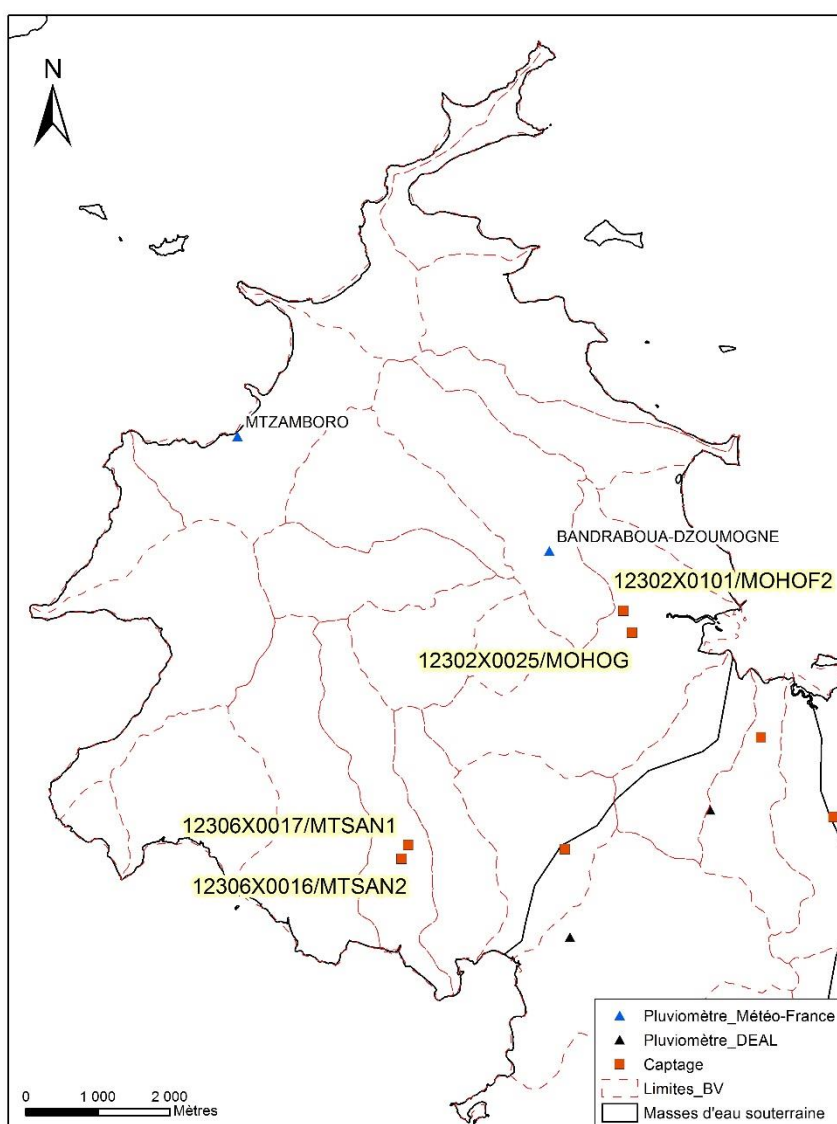 N
MTZAMBORO
BANDRABOUA-DZOUMOGNE
12302X0101/MOHOF2
12302X0025/MOHOG
12306X0017/MTSAN1
12306X0016/MTSAN2
Pluviomètre_Météo-France
Pluviomètre_DEAL
Captage
Limites_BV
Masses d'eau souterraine
0 1 000 2 000
Mètres